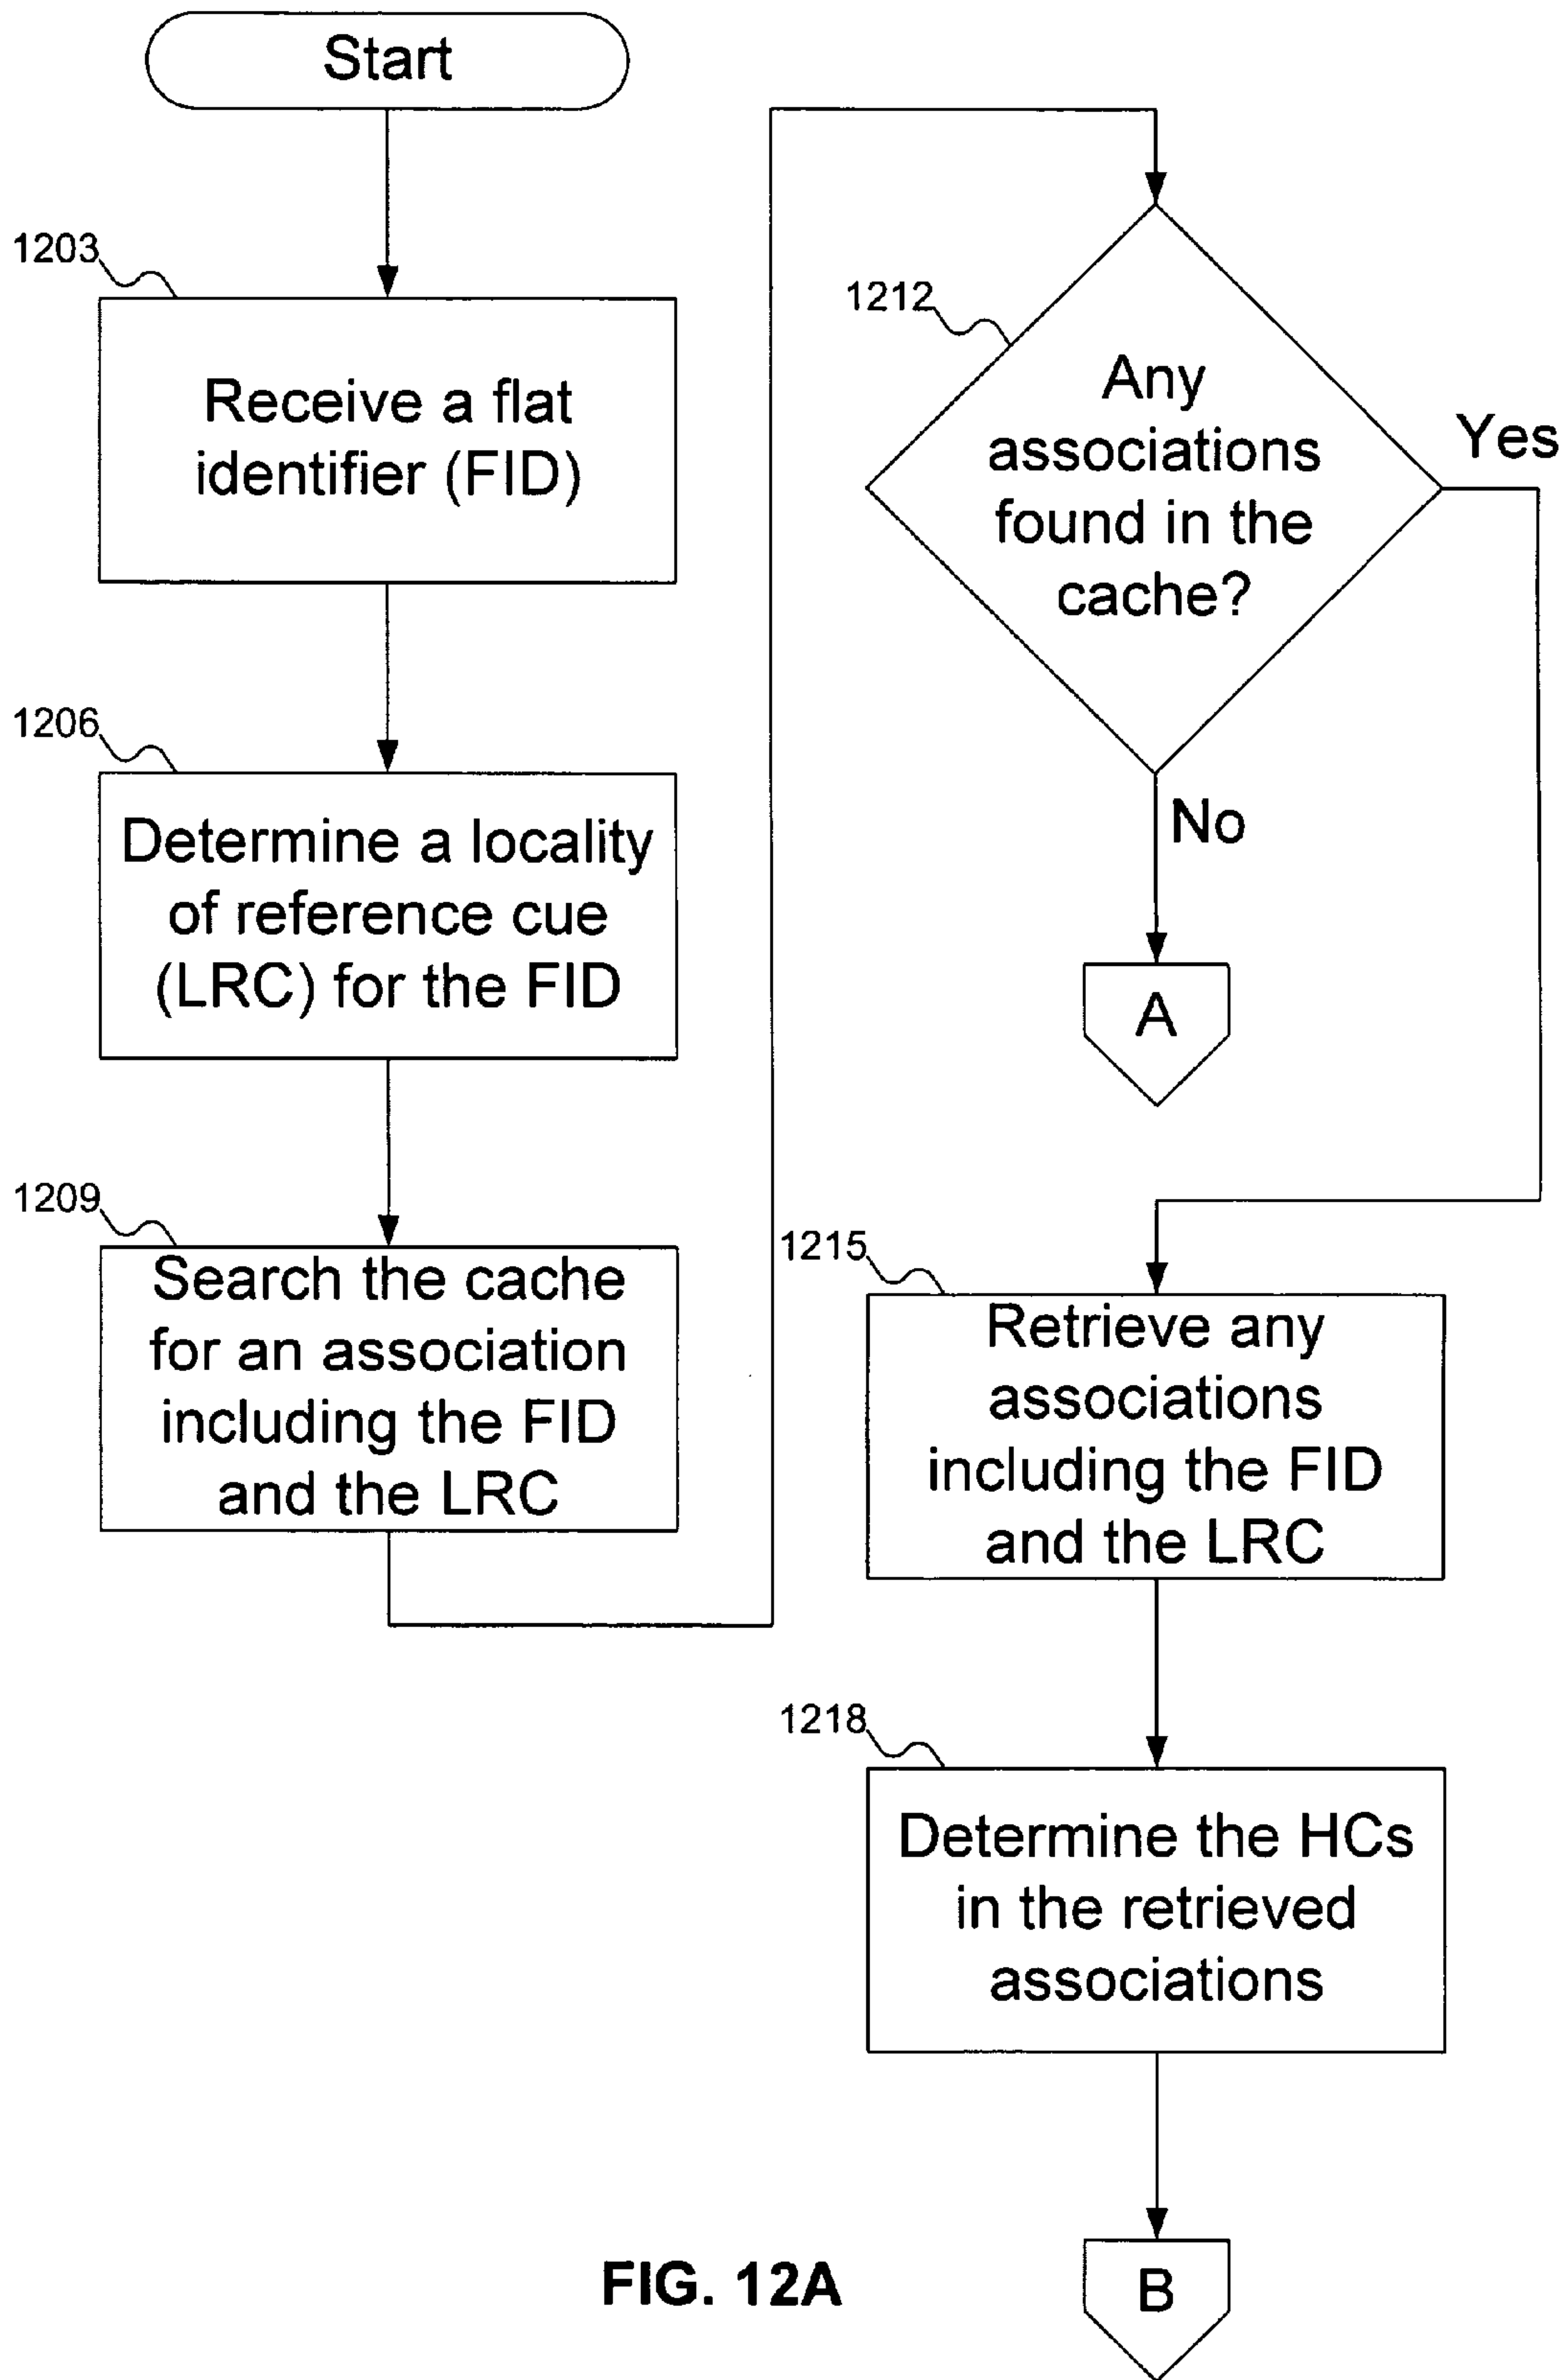 Start
1203
Receive a flat
identifier (FID)
1206
Determine a locality
of reference cue
(LRC) for the FID
1209
Search the cache
for an association
including the FID
and the LRC
1212
Any
associations
found in the
cache?
Yes
No
A
1215
Retrieve any
associations
including the FID
and the LRC
1218
Determine the HCs
in the retrieved
associations
B
FIG. 12A